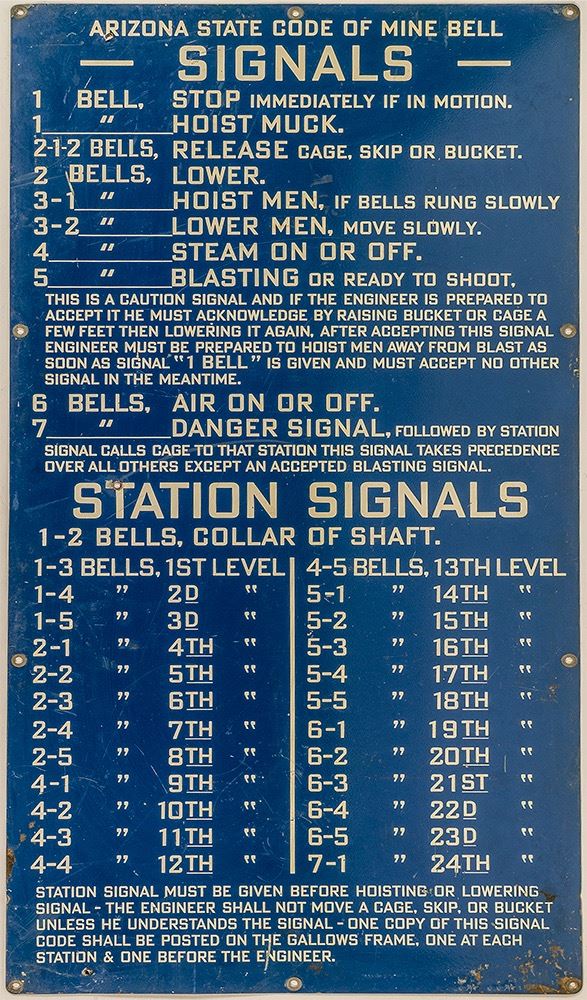 ARIZONA STATE CODE OF MINE BELL
— SIGNALS —
1 BELL, STOP IMMEDIATELY IF IN MOTION.
1 " HOIST MUCK.
2-1-2 BELLS, RELEASE CAGE, SKIP OR BUCKET.
2 BELLS, LOWER.
3-1 " HOIST MEN, IF BELLS RUNG SLOWLY
3-2 " LOWER MEN, MOVE SLOWLY.
4 " STEAM ON OR OFF.
5 " BLASTING OR READY TO SHOOT,
THIS IS A CAUTION SIGNAL AND IF THE ENGINEER IS PREPARED TO
ACCEPT IT HE MUST ACKNOWLEDGE BY RAISING BUCKET OR CAGE A
FEW FEET THEN LOWERING IT AGAIN, AFTER ACCEPTING THIS SIGNAL
ENGINEER MUST BE PREPARED TO HOIST MEN AWAY FROM BLAST AS
SOON AS SIGNAL "1 BELL" IS GIVEN AND MUST ACCEPT NO OTHER
SIGNAL IN THE MEANTIME.
6 BELLS, AIR ON OR OFF.
7 " DANGER SIGNAL, FOLLOWED BY STATION
SIGNAL CALLS CAGE TO THAT STATION THIS SIGNAL TAKES PRECEDENCE
OVER ALL OTHERS EXCEPT AN ACCEPTED BLASTING SIGNAL.
STATION SIGNALS
1-2 BELLS, COLLAR OF SHAFT.
1-3 BELLS, 1ST LEVEL
1-4 " 2D "
1-5 " 3D "
2-1 " 4TH "
2-2 " 5TH "
2-3 " 6TH "
2-4 " 7TH "
2-5 " 8TH "
4-1 " 9TH "
4-2 " 10TH "
4-3 " 11TH "
4-4 " 12TH "
4-5 BELLS, 13TH LEVEL
5-1 " 14TH "
5-2 " 15TH "
5-3 " 16TH "
5-4 " 17TH "
5-5 " 18TH "
6-1 " 19TH "
6-2 " 20TH "
6-3 " 21ST "
6-4 " 22D "
6-5 " 23D "
7-1 " 24TH "
STATION SIGNAL MUST BE GIVEN BEFORE HOISTING OR LOWERING
SIGNAL - THE ENGINEER SHALL NOT MOVE A CAGE, SKIP, OR BUCKET
UNLESS HE UNDERSTANDS THE SIGNAL - ONE COPY OF THIS SIGNAL
CODE SHALL BE POSTED ON THE GALLOWS FRAME, ONE AT EACH
STATION & ONE BEFORE THE ENGINEER.